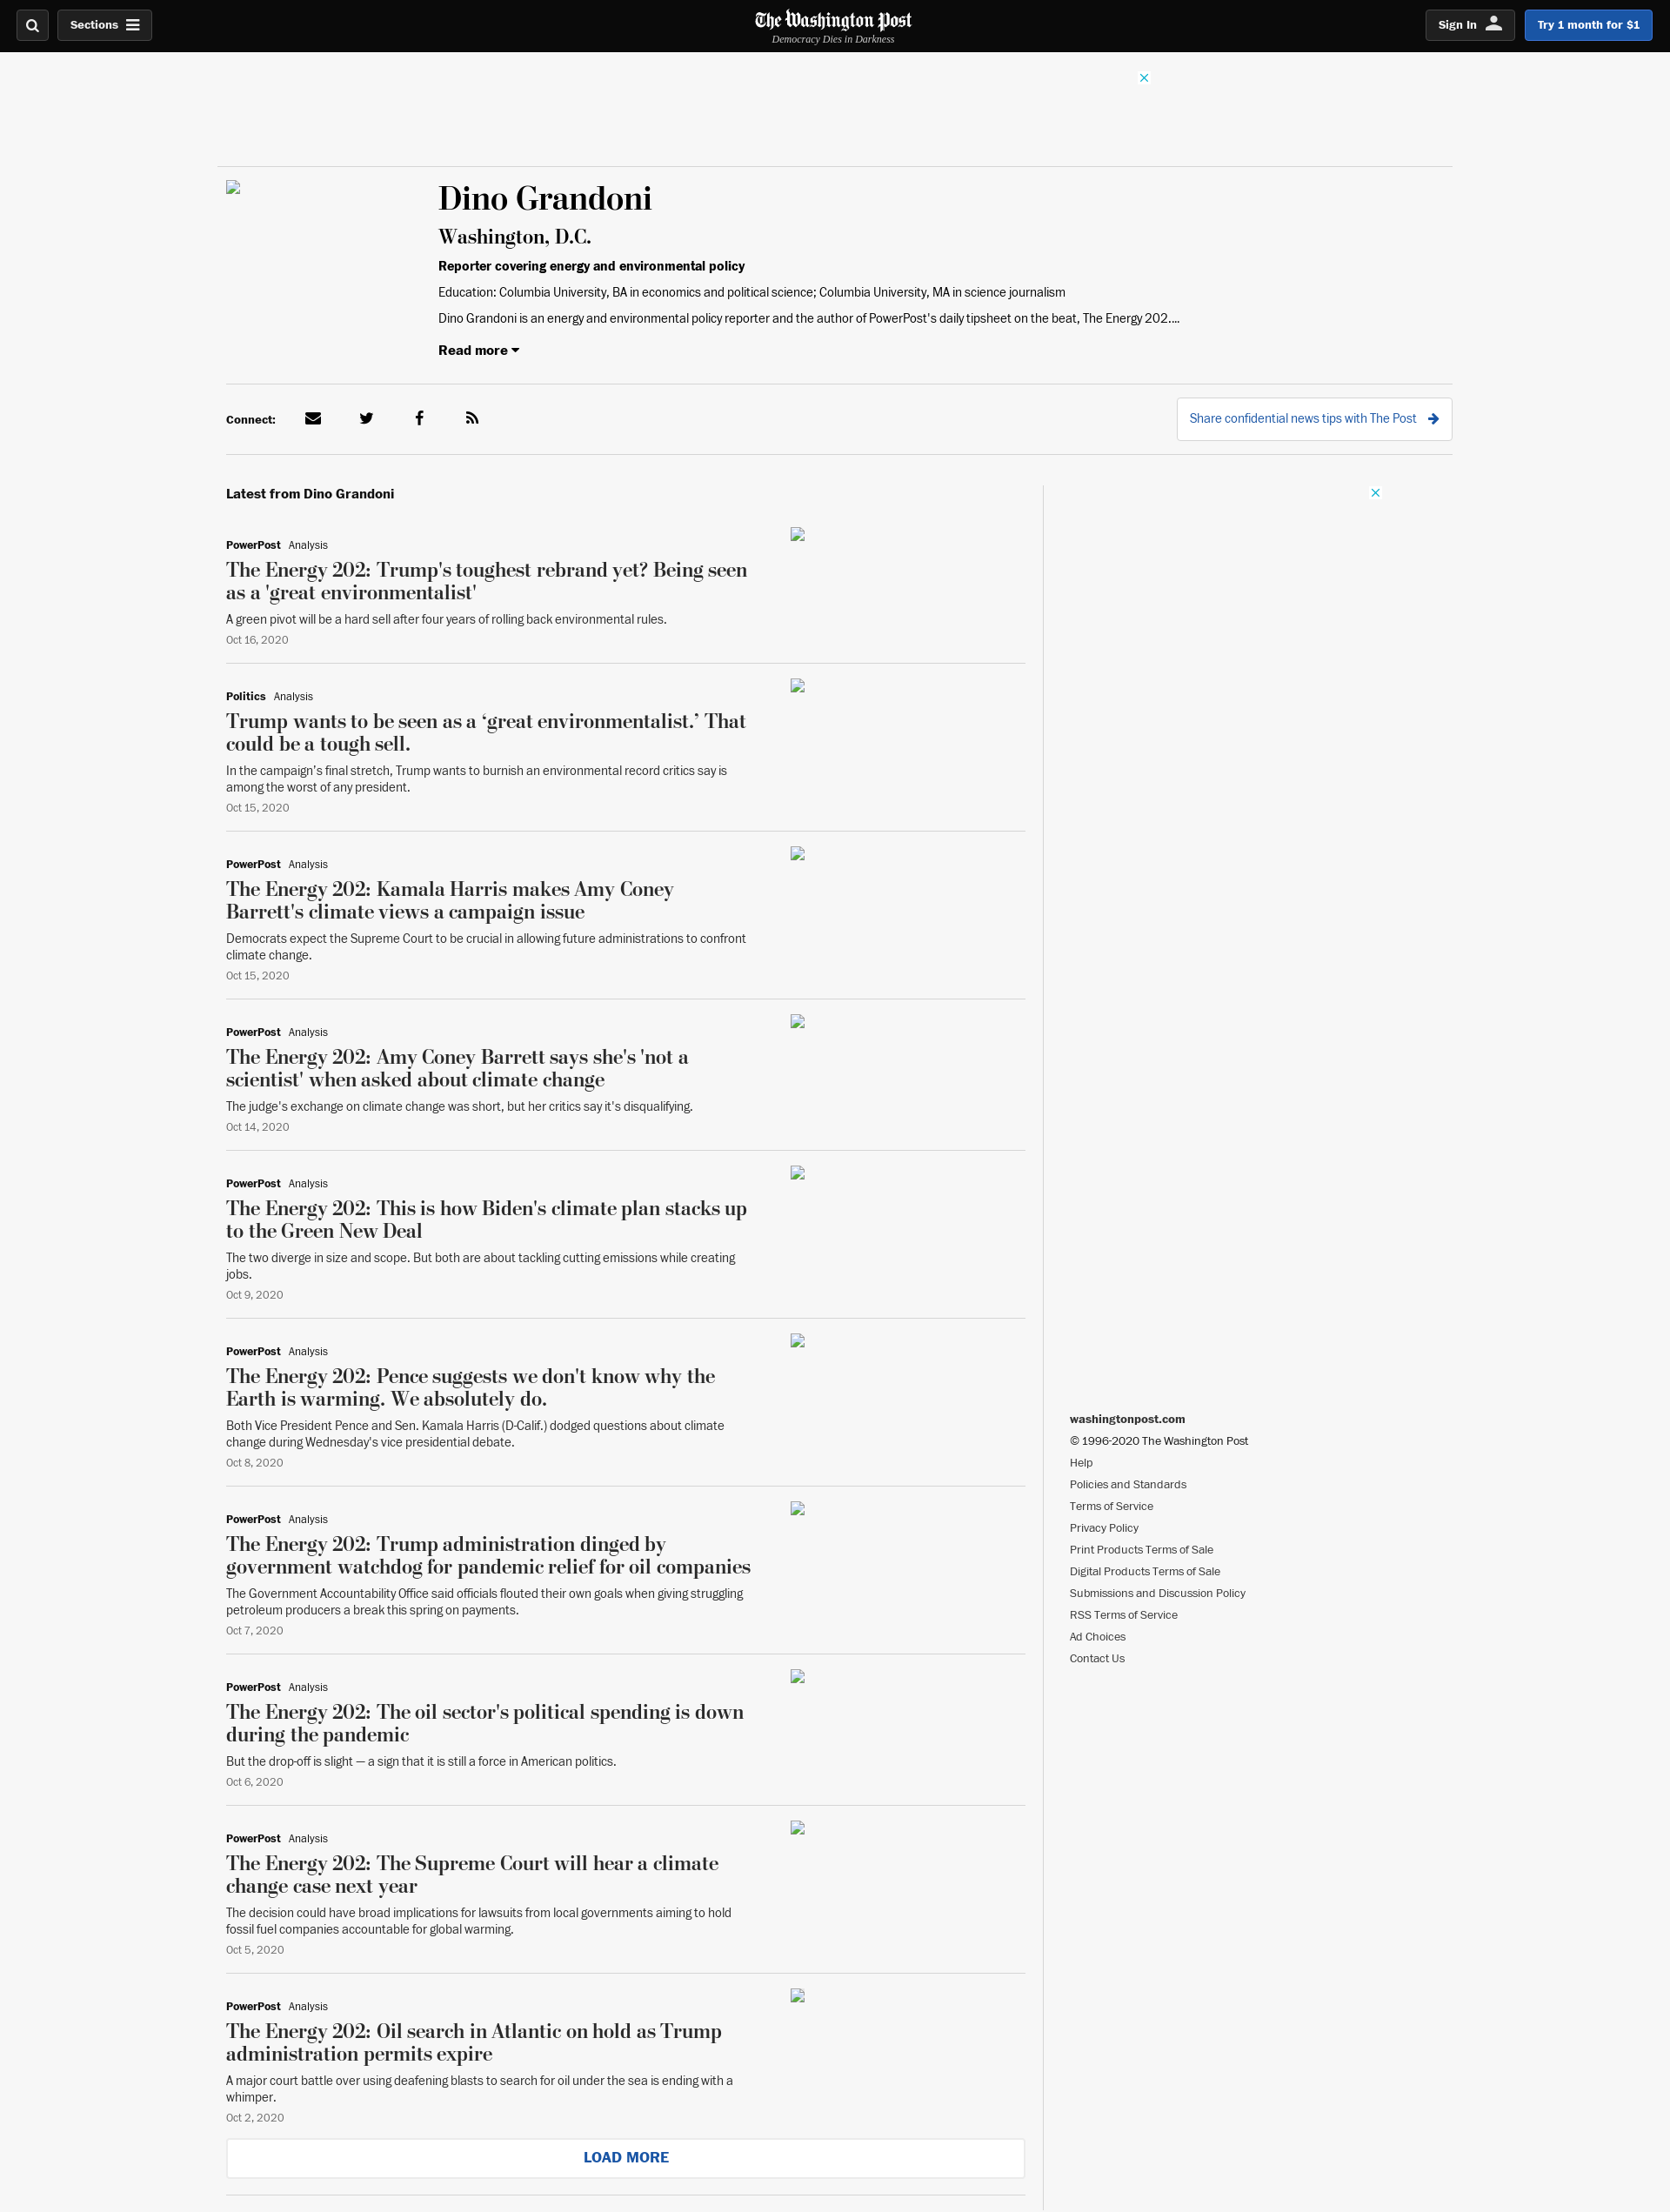 Sections
The Washington Post
Democracy Dies in Darkness
Sign In
Try 1 month for $1
Dino Grandoni
Washington, D.C.
Reporter covering energy and environmental policy
Education: Columbia University, BA in economics and political science; Columbia University, MA in science journalism
Dino Grandoni is an energy and environmental policy reporter and the author of PowerPost's daily tipsheet on the beat, The Energy 202....
Read more
Connect:
Share confidential news tips with The Post
Latest from Dino Grandoni
PowerPost Analysis
The Energy 202: Trump's toughest rebrand yet? Being seen
as a 'great environmentalist'
A green pivot will be a hard sell after four years of rolling back environmental rules.
Oct 16, 2020
Politics Analysis
Trump wants to be seen as a ‘great environmentalist.’ That
could be a tough sell.
In the campaign’s final stretch, Trump wants to burnish an environmental record critics say is
among the worst of any president.
Oct 15, 2020
PowerPost Analysis
The Energy 202: Kamala Harris makes Amy Coney
Barrett's climate views a campaign issue
Democrats expect the Supreme Court to be crucial in allowing future administrations to confront
climate change.
Oct 15, 2020
PowerPost Analysis
The Energy 202: Amy Coney Barrett says she's 'not a
scientist' when asked about climate change
The judge's exchange on climate change was short, but her critics say it's disqualifying.
Oct 14, 2020
PowerPost Analysis
The Energy 202: This is how Biden's climate plan stacks up
to the Green New Deal
The two diverge in size and scope. But both are about tackling cutting emissions while creating
jobs.
Oct 9, 2020
PowerPost Analysis
The Energy 202: Pence suggests we don't know why the
Earth is warming. We absolutely do.
Both Vice President Pence and Sen. Kamala Harris (D-Calif.) dodged questions about climate
change during Wednesday's vice presidential debate.
Oct 8, 2020
PowerPost Analysis
The Energy 202: Trump administration dinged by
government watchdog for pandemic relief for oil companies
The Government Accountability Office said officials flouted their own goals when giving struggling
petroleum producers a break this spring on payments.
Oct 7, 2020
PowerPost Analysis
The Energy 202: The oil sector's political spending is down
during the pandemic
But the drop-off is slight — a sign that it is still a force in American politics.
Oct 6, 2020
PowerPost Analysis
The Energy 202: The Supreme Court will hear a climate
change case next year
The decision could have broad implications for lawsuits from local governments aiming to hold
fossil fuel companies accountable for global warming.
Oct 5, 2020
PowerPost Analysis
The Energy 202: Oil search in Atlantic on hold as Trump
administration permits expire
A major court battle over using deafening blasts to search for oil under the sea is ending with a
whimper.
Oct 2, 2020
LOAD MORE
washingtonpost.com
© 1996-2020 The Washington Post
Help
Policies and Standards
Terms of Service
Privacy Policy
Print Products Terms of Sale
Digital Products Terms of Sale
Submissions and Discussion Policy
RSS Terms of Service
Ad Choices
Contact Us